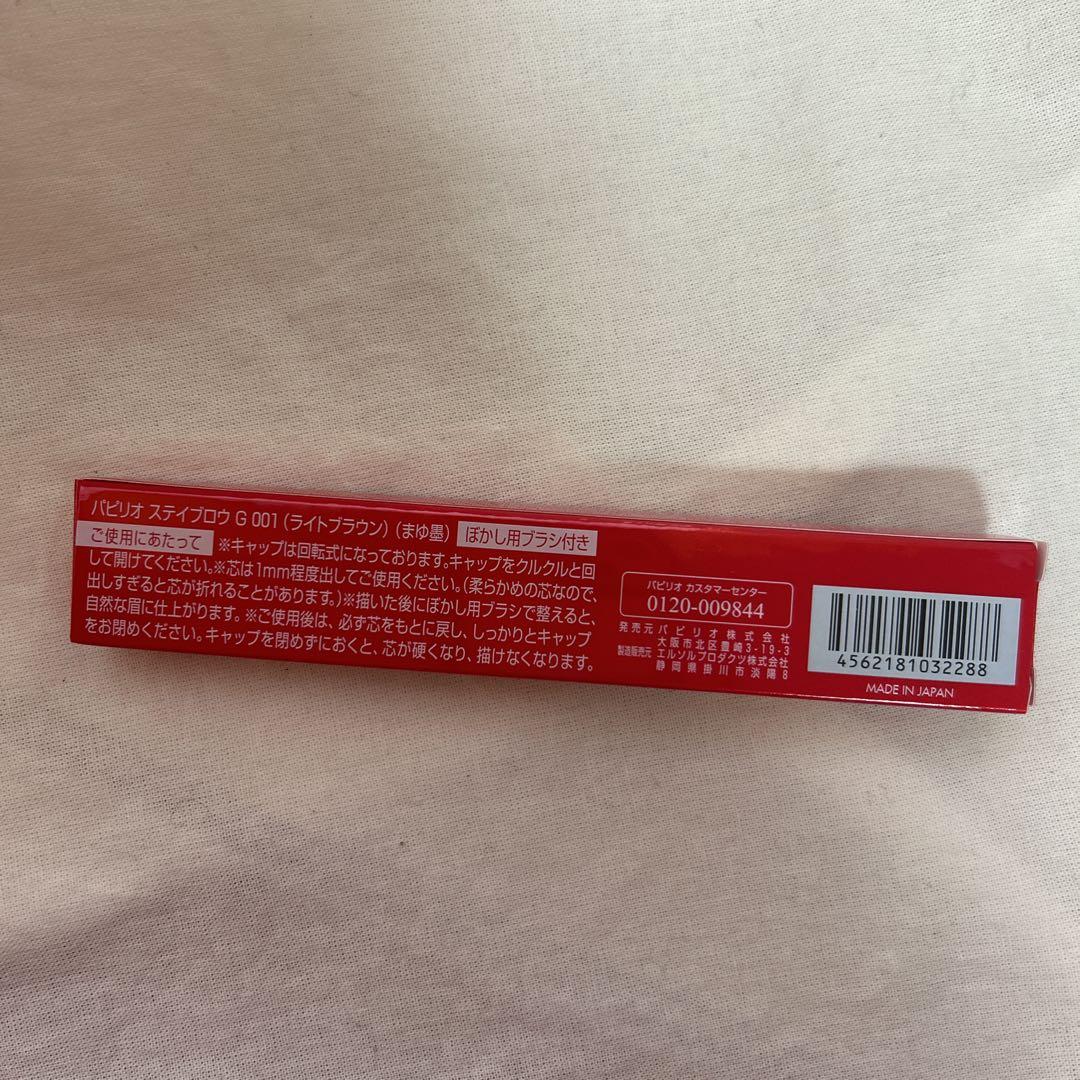 パピリオ ステイブロウ G 001 (ライトブラウン) (まゆ墨) ぼかし用ブラシ付き
ご使用にあたって ※キャップは回転式になっております。キャップをクルクルと回
して開けてください。※芯は1mm程度出してご使用ください。(柔らかめの芯なので、
出しすぎると芯が折れることがあります。)※描いた後にぼかし用ブラシで整えると、
自然な眉に仕上がります。※ご使用後は、必ず芯をもとに戻し、しっかりとキャップ
をお閉めください。キャップを閉めずにおくと、芯が硬くなり、描けなくなります。
パピリオ カスタマーセンター
0120-009844
発売元 パピリオ株式会社
大阪市北区豊崎3-19-3
製造販売元 エルソルプロダクツ株式会社
静岡県掛川市淡陽8
4562181032288
MADE IN JAPAN